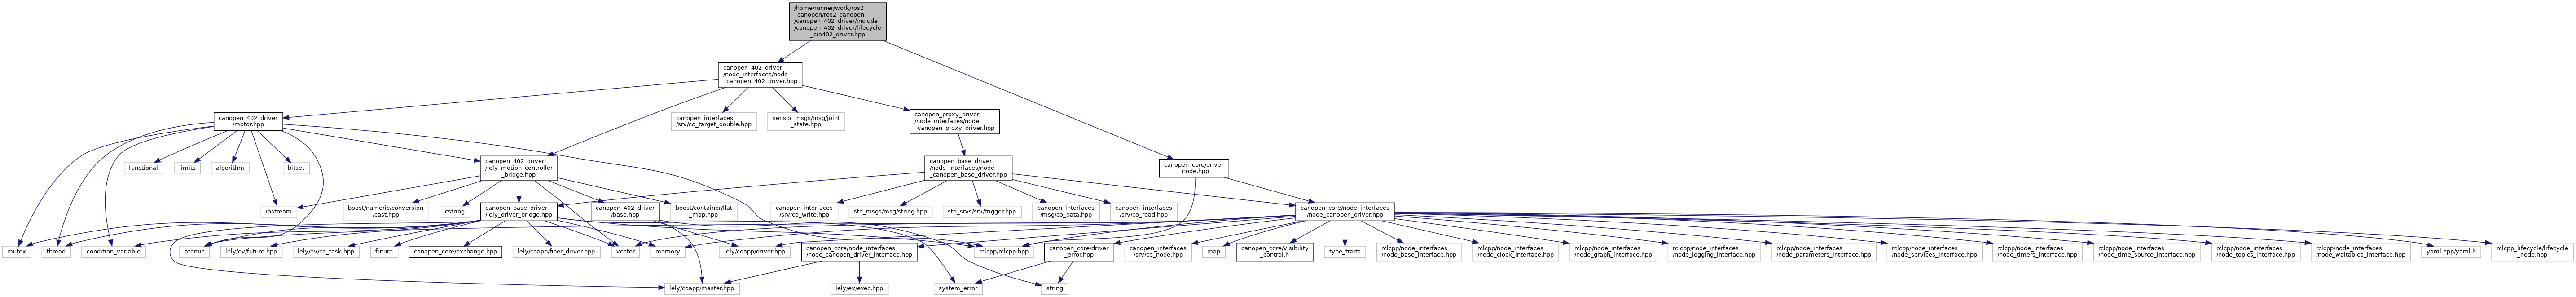 /home/runner/work/ros2
_canopen/ros2_canopen
/canopen_402_driver/include
/canopen_402_driver/lifecycle
_cia402_driver.hpp
canopen_402_driver
/node_interfaces/node
_canopen_402_driver.hpp
canopen_402_driver
/motor.hpp
canopen_interfaces
/srv/co_target_double.hpp
sensor_msgs/msg/joint
_state.hpp
canopen_proxy_driver
/node_interfaces/node
_canopen_proxy_driver.hpp
functional
limits
algorithm
bitset
canopen_402_driver
/lely_motion_controller
_bridge.hpp
canopen_base_driver
/node_interfaces/node
_canopen_base_driver.hpp
canopen_core/driver
_node.hpp
iostream
boost/numeric/conversion
/cast.hpp
cstring
canopen_base_driver
/lely_driver_bridge.hpp
canopen_402_driver
/base.hpp
boost/container/flat
_map.hpp
canopen_interfaces
/srv/co_write.hpp
std_msgs/msg/string.hpp
std_srvs/srv/trigger.hpp
canopen_interfaces
/msg/co_data.hpp
canopen_interfaces
/srv/co_read.hpp
canopen_core/node_interfaces
/node_canopen_driver.hpp
mutex
thread
condition_variable
atomic
lely/ev/future.hpp
lely/ev/co_task.hpp
future
canopen_core/exchange.hpp
lely/coapp/fiber_driver.hpp
vector
memory
lely/coapp/driver.hpp
canopen_core/node_interfaces
/node_canopen_driver_interface.hpp
rclcpp/rclcpp.hpp
canopen_core/driver
_error.hpp
canopen_interfaces
/srv/co_node.hpp
map
canopen_core/visibility
_control.h
type_traits
rclcpp/node_interfaces
/node_base_interface.hpp
rclcpp/node_interfaces
/node_clock_interface.hpp
rclcpp/node_interfaces
/node_graph_interface.hpp
rclcpp/node_interfaces
/node_logging_interface.hpp
rclcpp/node_interfaces
/node_parameters_interface.hpp
rclcpp/node_interfaces
/node_services_interface.hpp
rclcpp/node_interfaces
/node_timers_interface.hpp
rclcpp/node_interfaces
/node_time_source_interface.hpp
rclcpp/node_interfaces
/node_topics_interface.hpp
rclcpp/node_interfaces
/node_waitables_interface.hpp
yaml-cpp/yaml.h
rclcpp_lifecycle/lifecycle
_node.hpp
lely/coapp/master.hpp
lely/ev/exec.hpp
system_error
string